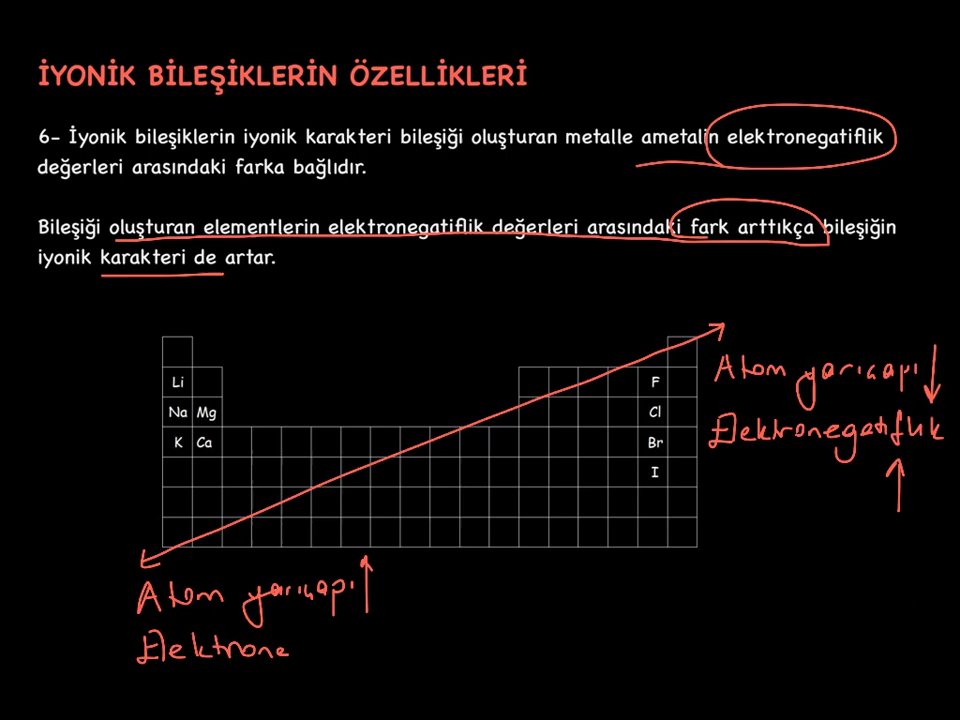 İYONİK BİLEŞİKLERİN ÖZELLİKLERİ
6- İyonik bileşiklerin iyonik karakteri bileşiği oluşturan metalle ametalin elektronegatiflik
değerleri arasındaki farka bağlıdır.
Bileşiği oluşturan elementlerin elektronegatiflik değerleri arasındaki fark arttıkça bileşiğin
iyonik karakteri de artar.
Li F
Na Mg Cl
K Ca Br
I
Atom yarıçapı ↓
Elektronegatiflik
↑
Atom yarıçapı ↑
Elektrone